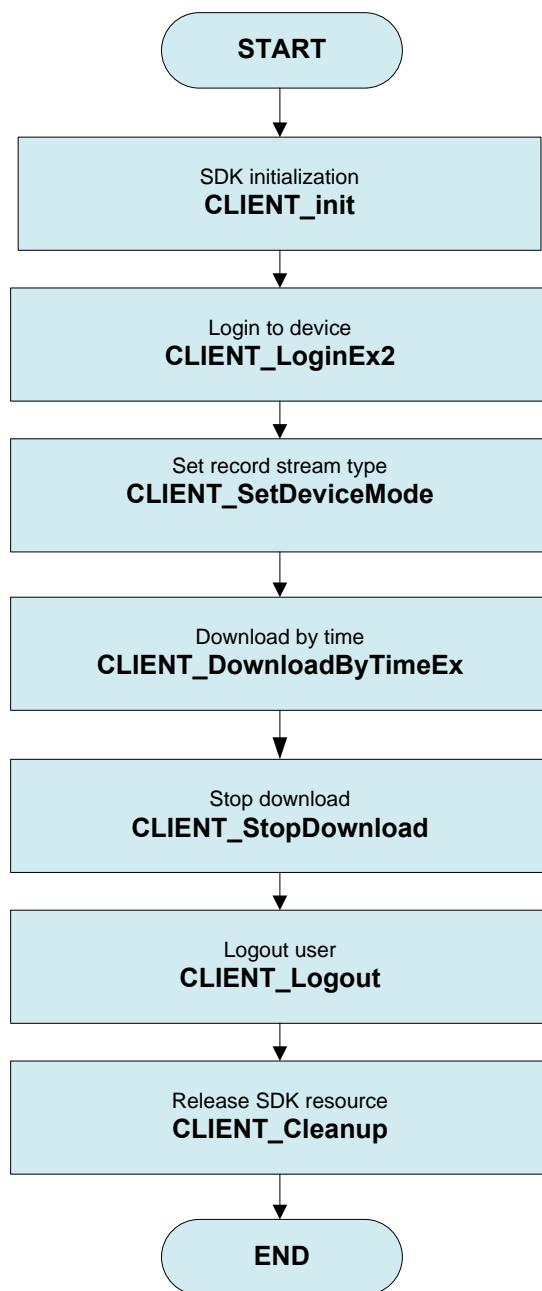 START
SDK initialization
CLIENT_init
Login to device
CLIENT_LoginEx2
Set record stream type
CLIENT_SetDeviceMode
Download by time
CLIENT_DownloadByTimeEx
Stop download
CLIENT_StopDownload
Logout user
CLIENT_Logout
Release SDK resource
CLIENT_Cleanup
END